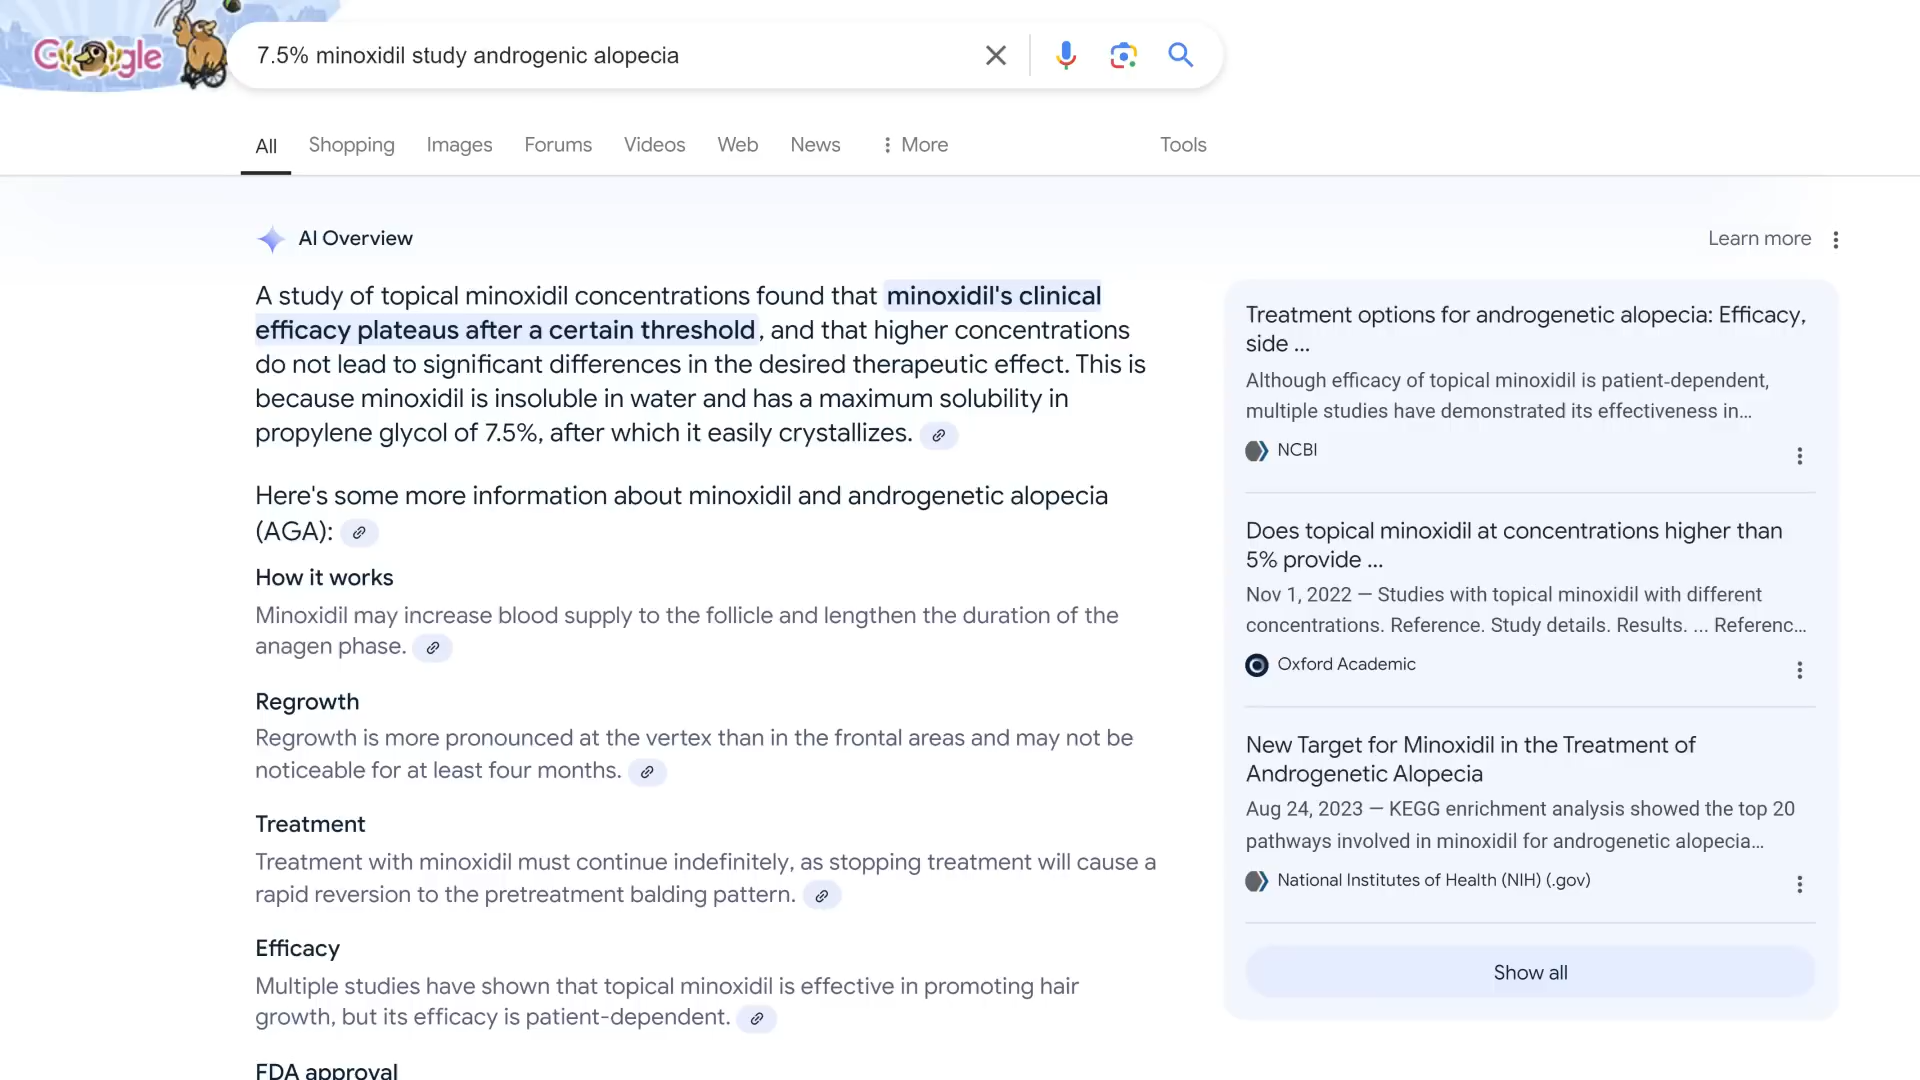 Google
7.5% minoxidil study androgenic alopecia
All Shopping Images Forums Videos Web News More Tools
AI Overview
Learn more
A study of topical minoxidil concentrations found that minoxidil's clinical
efficacy plateaus after a certain threshold, and that higher concentrations
do not lead to significant differences in the desired therapeutic effect. This is
because minoxidil is insoluble in water and has a maximum solubility in
propylene glycol of 7.5%, after which it easily crystallizes.
Here's some more information about minoxidil and androgenetic alopecia
(AGA):
How it works
Minoxidil may increase blood supply to the follicle and lengthen the duration of the
anagen phase.
Regrowth
Regrowth is more pronounced at the vertex than in the frontal areas and may not be
noticeable for at least four months.
Treatment
Treatment with minoxidil must continue indefinitely, as stopping treatment will cause a
rapid reversion to the pretreatment balding pattern.
Efficacy
Multiple studies have shown that topical minoxidil is effective in promoting hair
growth, but its efficacy is patient-dependent.
FDA approval
Treatment options for androgenetic alopecia: Efficacy,
side ...
Although efficacy of topical minoxidil is patient-dependent,
multiple studies have demonstrated its effectiveness in...
NCBI
Does topical minoxidil at concentrations higher than
5% provide ...
Nov 1, 2022 — Studies with topical minoxidil with different
concentrations. Reference. Study details. Results. ... Referenc...
Oxford Academic
New Target for Minoxidil in the Treatment of
Androgenetic Alopecia
Aug 24, 2023 — KEGG enrichment analysis showed the top 20
pathways involved in minoxidil for androgenetic alopecia...
National Institutes of Health (NIH) (.gov)
Show all